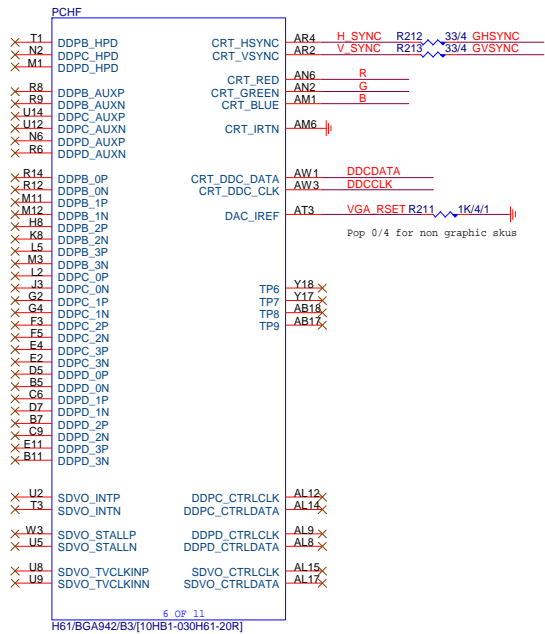 PCHF
T1 DDPB_HPD CRT_HSYNC AR4 H_SYNC R212 33/4 GHSYNC
N2 DDPC_HPD CRT_VSYNC AR2 V_SYNC R213 33/4 GVSYNC
M1 DDPD_HPD
CRT_RED AN6 R
R8 DDPB_AUXP CRT_GREEN AN2 G
R9 DDPB_AUXN CRT_BLUE AM1 B
U14 DDPC_AUXP
U12 DDPC_AUXN CRT_IRTN AM6
N6 DDPD_AUXP
R6 DDPD_AUXN
R14 DDPB_0P CRT_DDC_DATA AW1 DDCDATA
R12 DDPB_0N CRT_DDC_CLK AW3 DDCCLK
M11 DDPB_1P
M12 DDPB_1N DAC_IREF AT3 VGA_RSET R211 1K/4/1
H8 DDPB_2P
K8 DDPB_2N Pop 0/4 for non graphic skus
L5 DDPB_3P
M3 DDPB_3N
L2 DDPC_0P
J3 DDPC_0N TP6 Y18
G2 DDPC_1P TP7 Y17
G4 DDPC_1N TP8 AB18
F3 DDPC_2P TP9 AB17
F5 DDPC_2N
E4 DDPC_3P
E2 DDPC_3N
D5 DDPD_0P
B5 DDPD_0N
C6 DDPD_1P
D7 DDPD_1N
B7 DDPD_2P
C9 DDPD_2N
E11 DDPD_3P
B11 DDPD_3N
U2 SDVO_INTP DDPC_CTRLCLK AL12
T3 SDVO_INTN DDPC_CTRLDATA AL14
W3 SDVO_STALLP DDPD_CTRLCLK AL9
U5 SDVO_STALLN DDPD_CTRLDATA AL8
U8 SDVO_TVCLKINP SDVO_CTRLCLK AL15
U9 SDVO_TVCLKINN SDVO_CTRLDATA AL17
6 OF 11
H61/BGA942/B3/[10HB1-030H61-20R]